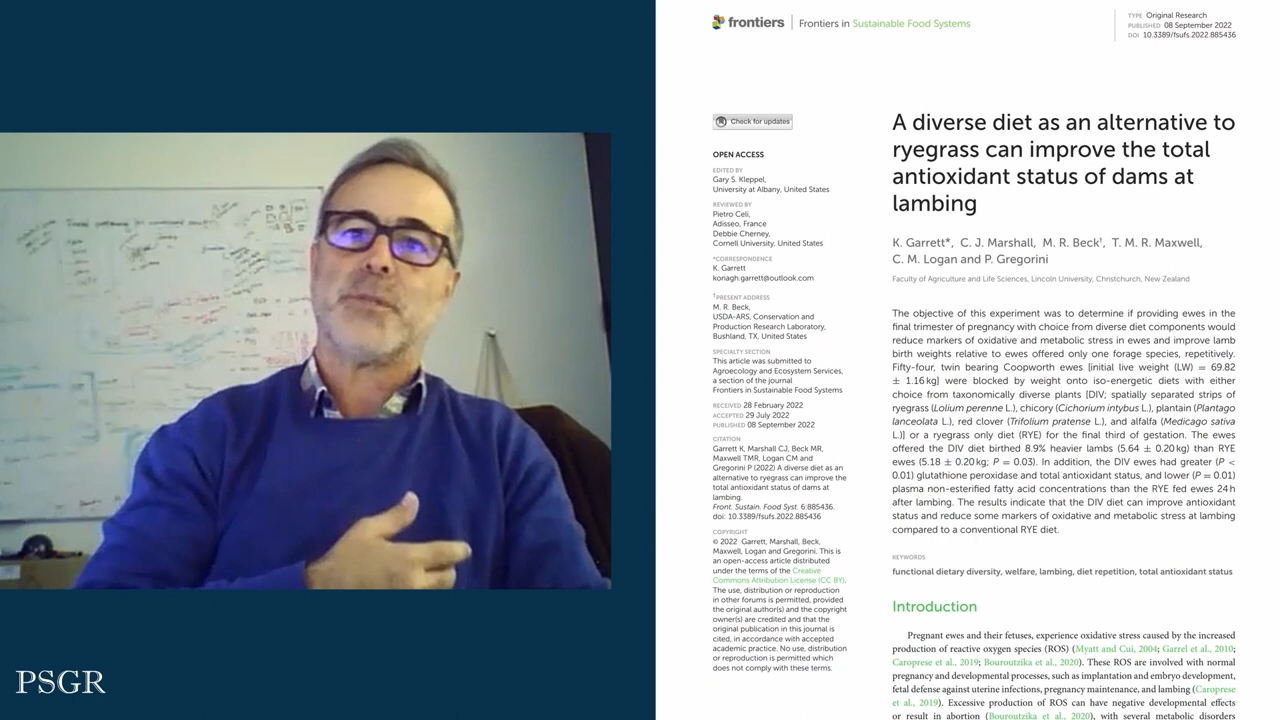 PSGR
frontiers | Frontiers in Sustainable Food Systems
TYPE Original Research
PUBLISHED 08 September 2022
DOI 10.3389/fsufs.2022.885436
Check for updates
OPEN ACCESS
EDITED BY
Gary S. Kleppel,
University at Albany, United States
REVIEWED BY
Pietro Celi,
Adisseo, France
Debbie Cherney,
Cornell University, United States
*CORRESPONDENCE
K. Garrett
konagh.garrett@outlook.com
†PRESENT ADDRESS
M. R. Beck,
USDA-ARS, Conservation and
Production Research Laboratory,
Bushland, TX, United States
SPECIALTY SECTION
This article was submitted to
Agroecology and Ecosystem Services,
a section of the journal
Frontiers in Sustainable Food Systems
RECEIVED 28 February 2022
ACCEPTED 29 July 2022
PUBLISHED 08 September 2022
CITATION
Garrett K, Marshall CJ, Beck MR,
Maxwell TMR, Logan CM and
Gregorini P (2022) A diverse diet as an
alternative to ryegrass can improve the
total antioxidant status of dams at
lambing.
Front. Sustain. Food Syst. 6:885436.
doi: 10.3389/fsufs.2022.885436
COPYRIGHT
© 2022 Garrett, Marshall, Beck,
Maxwell, Logan and Gregorini. This is
an open-access article distributed
under the terms of the Creative
Commons Attribution License (CC BY).
The use, distribution or reproduction
in other forums is permitted, provided
the original author(s) and the copyright
owner(s) are credited and that the
original publication in this journal is
cited, in accordance with accepted
academic practice. No use, distribution
or reproduction is permitted which
does not comply with these terms.
A diverse diet as an alternative to
ryegrass can improve the total
antioxidant status of dams at
lambing
K. Garrett*, C. J. Marshall, M. R. Beck†, T. M. R. Maxwell,
C. M. Logan and P. Gregorini
Faculty of Agriculture and Life Sciences, Lincoln University, Christchurch, New Zealand
The objective of this experiment was to determine if providing ewes in the
final trimester of pregnancy with choice from diverse diet components would
reduce markers of oxidative and metabolic stress in ewes and improve lamb
birth weights relative to ewes offered only one forage species, repetitively.
Fifty-four, twin bearing Coopworth ewes [initial live weight (LW) = 69.82
± 1.16 kg] were blocked by weight onto iso-energetic diets with either
choice from taxonomically diverse plants [DIV; spatially separated strips of
ryegrass (Lolium perenne L.), chicory (Cichorium intybus L.), plantain (Plantago
lanceolata L.), red clover (Trifolium pratense L.), and alfalfa (Medicago sativa
L.)] or a ryegrass only diet (RYE) for the final third of gestation. The ewes
offered the DIV diet birthed 8.9% heavier lambs (5.64 ± 0.20 kg) than RYE
ewes (5.18 ± 0.20 kg; P = 0.03). In addition, the DIV ewes had greater (P <
0.01) glutathione peroxidase and total antioxidant status, and lower (P = 0.01)
plasma non-esterified fatty acid concentrations than the RYE fed ewes 24 h
after lambing. The results indicate that the DIV diet can improve antioxidant
status and reduce some markers of oxidative and metabolic stress at lambing
compared to a conventional RYE diet.
KEYWORDS
functional dietary diversity, welfare, lambing, diet repetition, total antioxidant status
Introduction
Pregnant ewes and their fetuses, experience oxidative stress caused by the increased
production of reactive oxygen species (ROS) (Myatt and Cui, 2004; Garrel et al., 2010;
Caroprese et al., 2019; Bouroutzika et al., 2020). These ROS are involved with normal
pregnancy and developmental processes, such as implantation and embryo development,
fetal defense against uterine infections, pregnancy maintenance, and lambing (Caroprese
et al., 2019). Excessive production of ROS can have negative developmental effects
or result in abortion (Bouroutzika et al., 2020), with several metabolic disorders